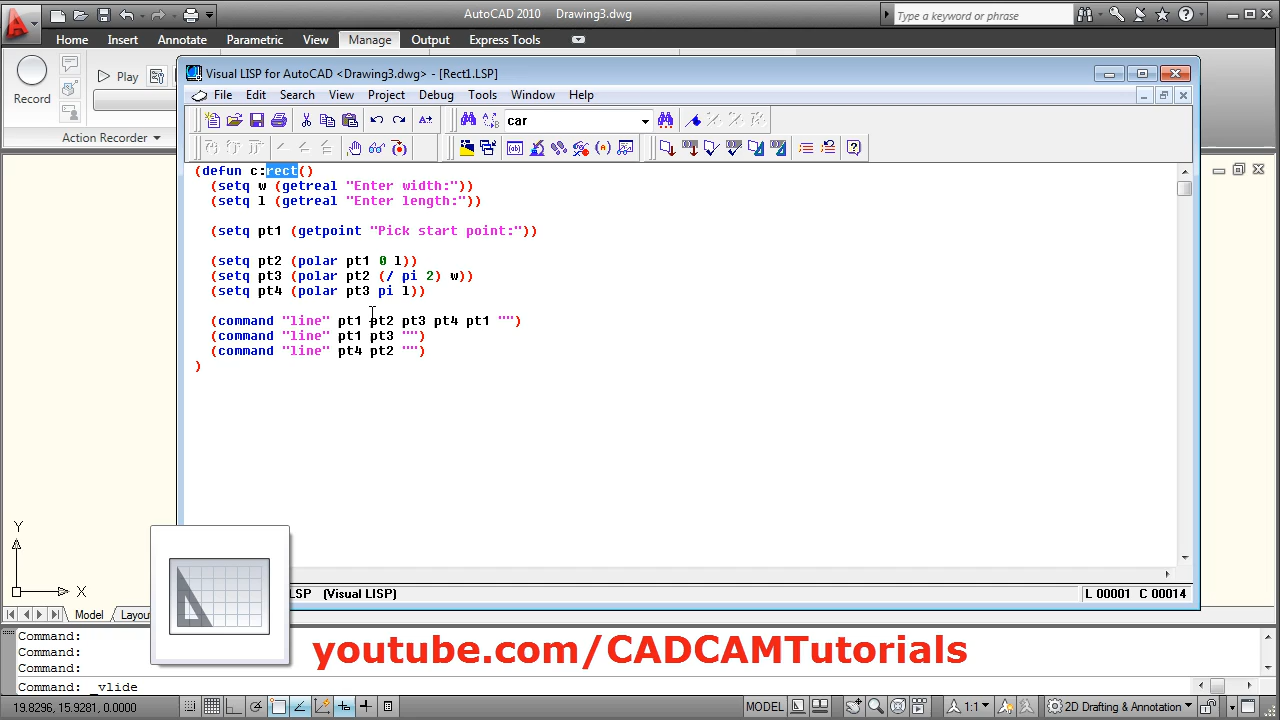 AutoCAD 2010 Drawing3.dwg
Type a keyword or phrase
Home Insert Annotate Parametric View Manage Output Express Tools
Record
Play
Action Recorder
Visual LISP for AutoCAD <Drawing3.dwg> - [Rect1.LSP]
File Edit Search View Project Debug Tools Window Help
car
(defun c:rect()
(setq w (getreal "Enter width:"))
(setq l (getreal "Enter length:"))
(setq pt1 (getpoint "Pick start point:"))
(setq pt2 (polar pt1 0 l))
(setq pt3 (polar pt2 (/ pi 2) w))
(setq pt4 (polar pt3 pi l))
(command "line" pt1 pt2 pt3 pt4 pt1 "")
(command "line" pt1 pt3 "")
(command "line" pt4 pt2 "")
)
Y
X
LSP (Visual LISP)
L 00001 C 00014
Model Layou
Command:
Command:
Command:
Command: _vlide
youtube.com/CADCAMTutorials
19.8296, 15.9281, 0.0000
MODEL
1:1
2D Drafting & Annotation